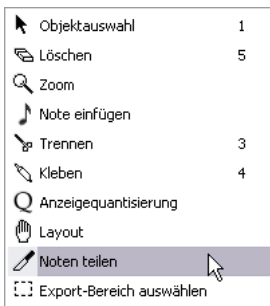 Objektauswahl 1
Löschen 5
Zoom
Note einfügen
Trennen 3
Kleben 4
Q Anzeigequantisierung
Layout
Noten teilen
Export-Bereich auswählen